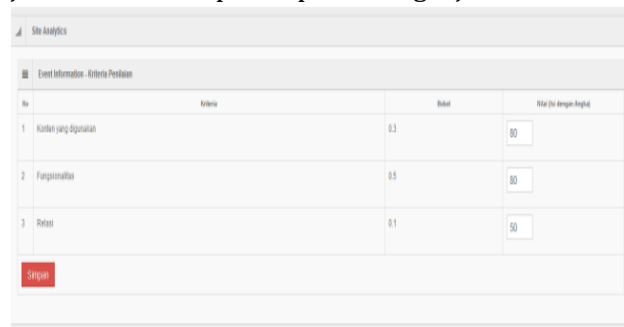 Site Analytics
Event Information - Kriteria Penilaian
No Kriteria Bobot Nilai (Isi dengan Angka)
1 Konten yang digunakan 0.3 80
2 Fungsionalitas 0.5 80
3 Relasi 0.1 50
Simpan